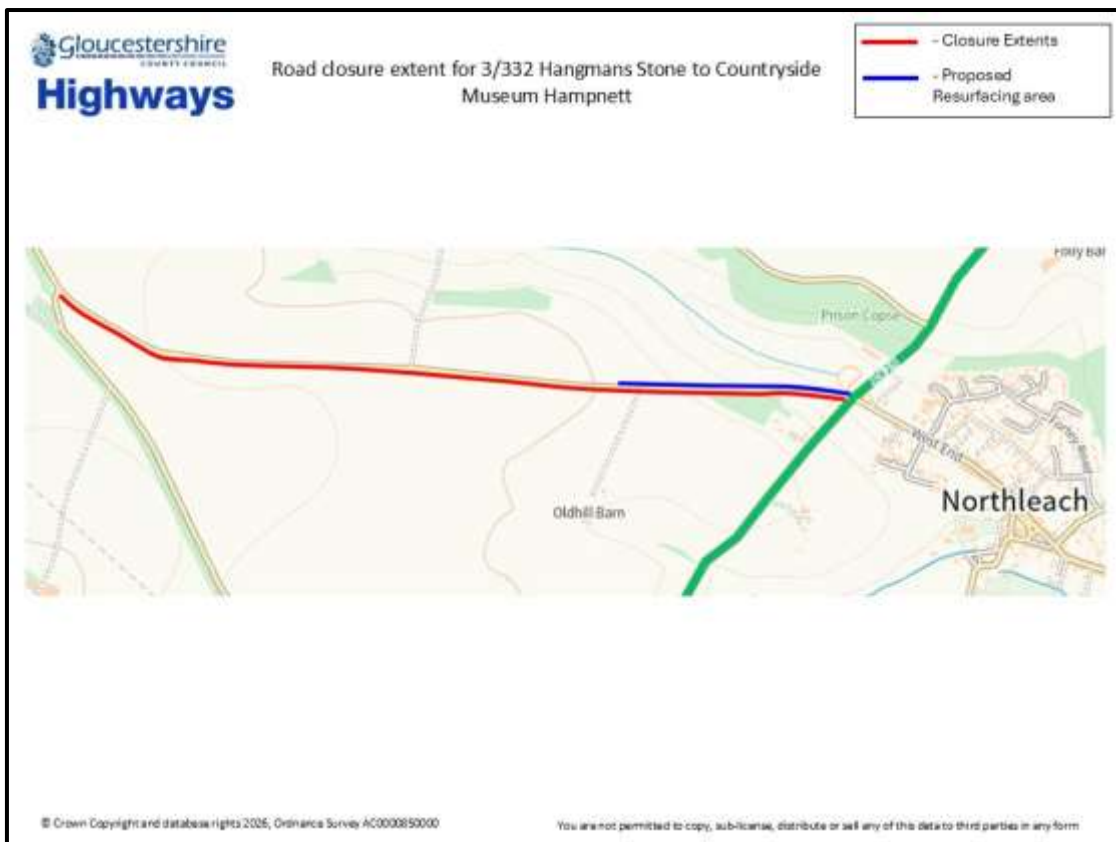 Gloucestershire
COUNTY COUNCIL
Highways
Road closure extent for 3/332 Hangmans Stone to Countryside
Museum Hampnett
- Closure Extents
- Proposed
Resurfacing area
Prison Copse
West End
Northleach
Oldhill Barn
© Crown Copyright and database rights 2026, Ordnance Survey AC0000850000
You are not permitted to copy, sub-license, distribute or sell any of this data to third parties in any form